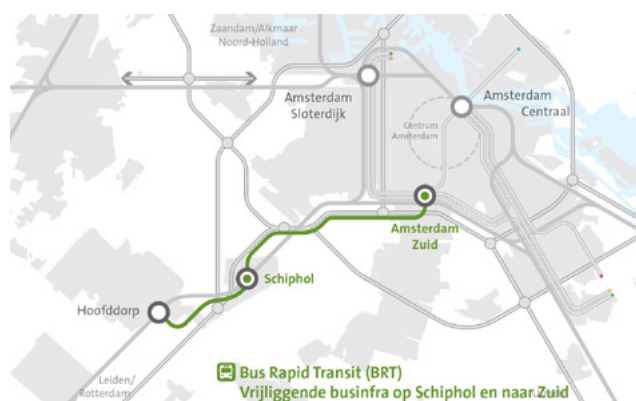 Zaandam/Alkmaar
Noord-Holland
Amsterdam
Sloterdijk
Amsterdam
Centraal
Centrum
Amsterdam
Amsterdam
Zuid
Schiphol
Hoofddorp
Leiden/
Rotterdam
Bus Rapid Transit (BRT)
Vrijliggende businfra op Schiphol en naar Zuid